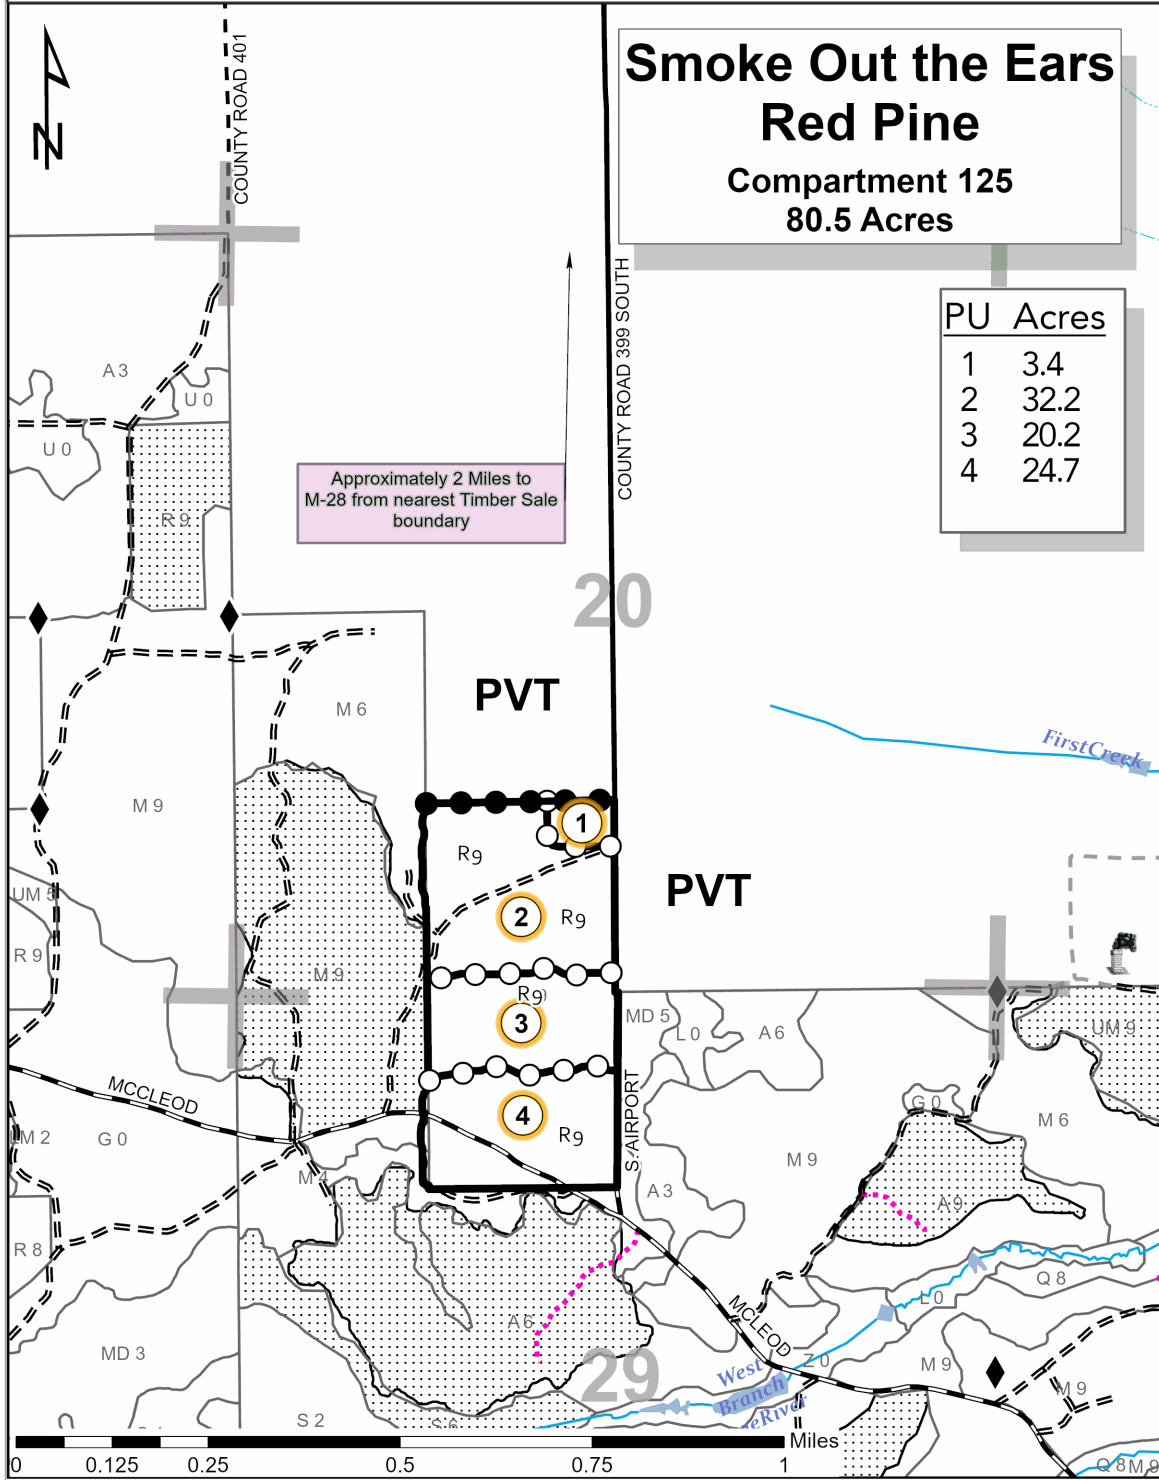 Smoke Out the Ears
Red Pine
Compartment 125
80.5 Acres
N
COUNTY ROAD 401
COUNTY ROAD 399 SOUTH
PU Acres
1 3.4
2 32.2
3 20.2
4 24.7
A 3
U 0
U 0
R 9
Approximately 2 Miles to
M-28 from nearest Timber Sale
boundary
20
PVT
M 6
First Creek
M 9
1
R9
PVT
UM 5
2
R9
R 9
M 9
R9
3
MD 5
L 0
A 6
UM 9
MCCLEOD
S. AIRPORT
4
R9
G 0
M 6
LM 2
G 0
M 9
M 4
A 3
A 9
R 8
Q 8
L 0
A 6
MCLEOD
MD 3
Z 0
M 9
29
West
Branch
M 9
S 2
S 6
Q 8
M 9
0 0.125 0.25 0.5 0.75 1 Miles